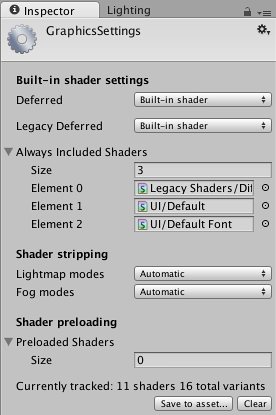 Inspector
Lighting
GraphicsSettings
Built-in shader settings
Deferred Built-in shader
Legacy Deferred Built-in shader
Always Included Shaders
Size 3
Element 0 Legacy Shaders/Dif
Element 1 UI/Default
Element 2 UI/Default Font
Shader stripping
Lightmap modes Automatic
Fog modes Automatic
Shader preloading
Preloaded Shaders
Size 0
Currently tracked: 11 shaders 16 total variants
Save to asset... Clear